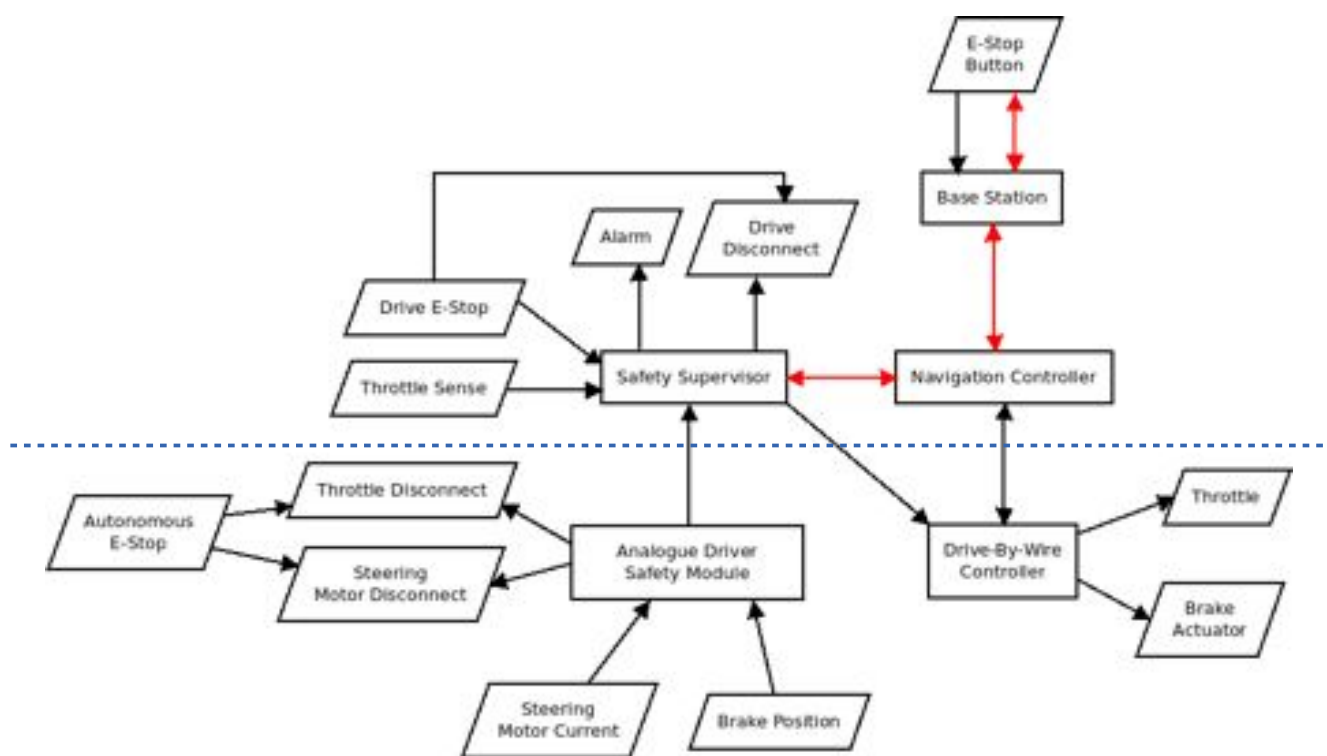 E-Stop
Button
Base Station
Alarm
Drive
Disconnect
Drive E-Stop
Throttle Sense
Safety Supervisor
Navigation Controller
Throttle Disconnect
Autonomous
E-Stop
Steering
Motor Disconnect
Analogue Driver
Safety Module
Drive-By-Wire
Controller
Throttle
Brake
Actuator
Steering
Motor Current
Brake Position